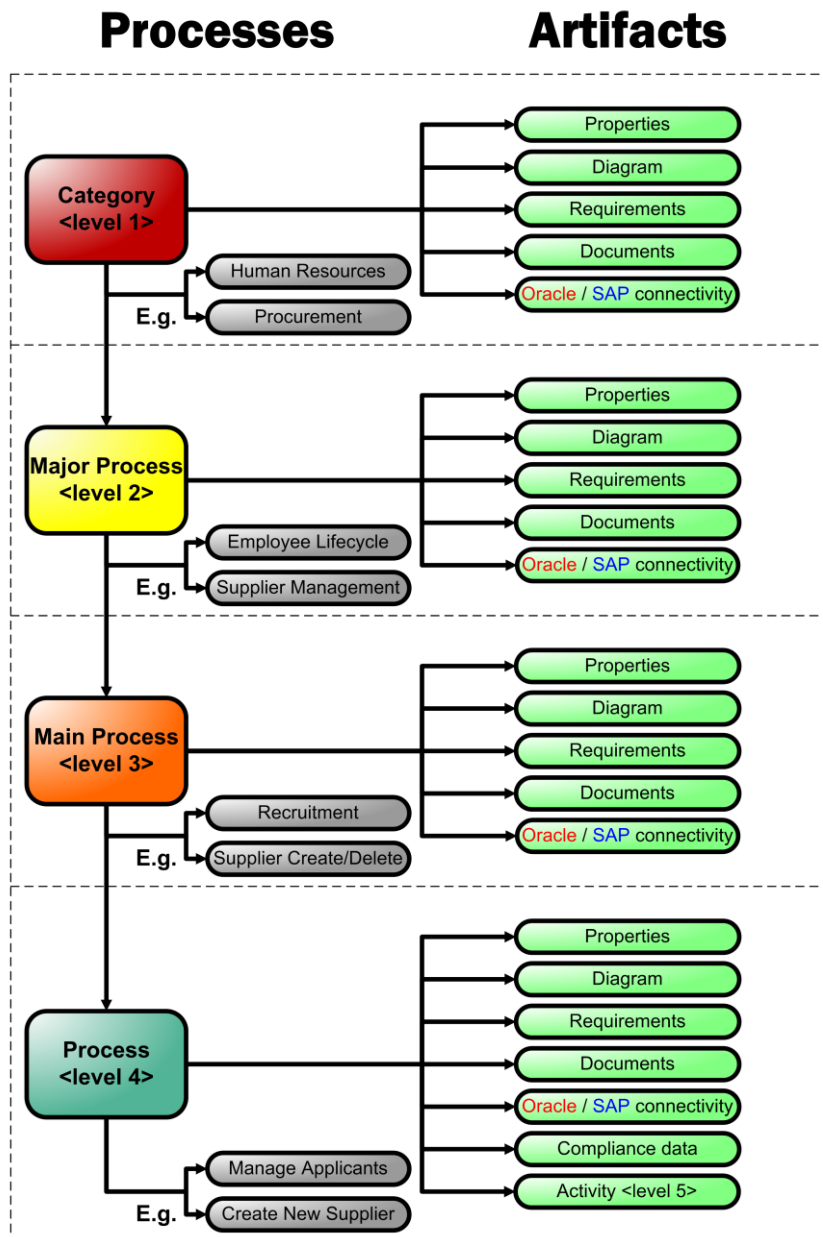 Processes
Artifacts
Category
<level 1>
Human Resources
E.g.
Procurement
Properties
Diagram
Requirements
Documents
Oracle / SAP connectivity
Major Process
<level 2>
Employee Lifecycle
E.g.
Supplier Management
Properties
Diagram
Requirements
Documents
Oracle / SAP connectivity
Main Process
<level 3>
Recruitment
E.g.
Supplier Create/Delete
Properties
Diagram
Requirements
Documents
Oracle / SAP connectivity
Process
<level 4>
Manage Applicants
E.g.
Create New Supplier
Properties
Diagram
Requirements
Documents
Oracle / SAP connectivity
Compliance data
Activity <level 5>